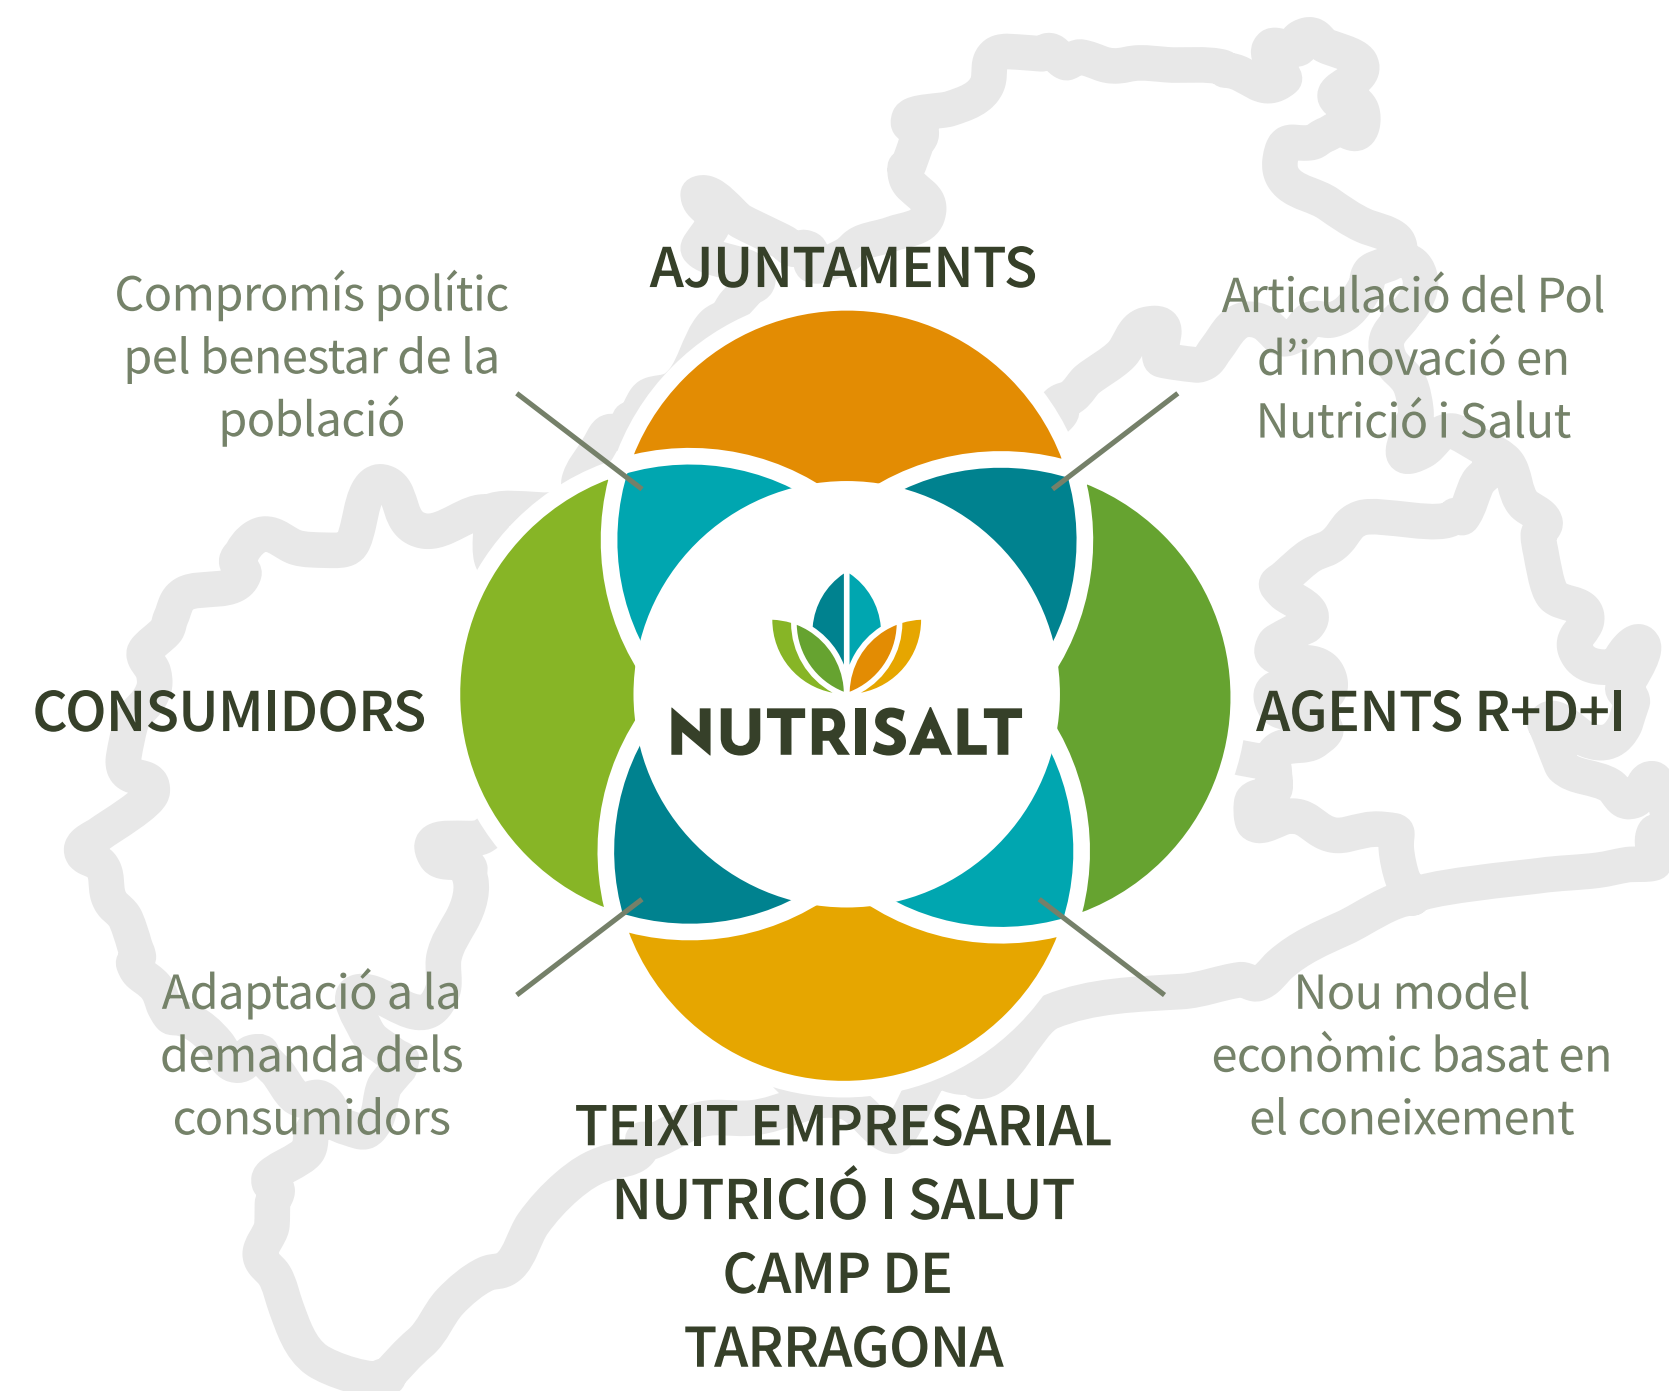 AJUNTAMENTS
Compromís polític
pel benestar de la
població
Articulació del Pol
d’innovació en
Nutrició i Salut
CONSUMIDORS
NUTRISALT
AGENTS R+D+I
Adaptació a la
demanda dels
consumidors
Nou model
econòmic basat en
el coneixement
TEIXIT EMPRESARIAL
NUTRICIÓ I SALUT
CAMP DE
TARRAGONA